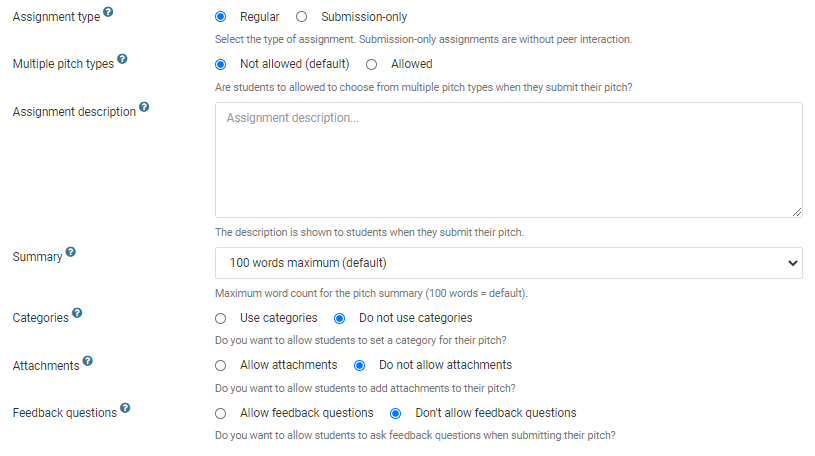 Assignment type ? Regular Submission-only
Select the type of assignment. Submission-only assignments are without peer interaction.
Multiple pitch types ? Not allowed (default) Allowed
Are students to allowed to choose from multiple pitch types when they submit their pitch?
Assignment description ?
Assignment description...
The description is shown to students when they submit their pitch.
Summary ? 100 words maximum (default)
Maximum word count for the pitch summary (100 words = default).
Categories ? Use categories Do not use categories
Do you want to allow students to set a category for their pitch?
Attachments ? Allow attachments Do not allow attachments
Do you want to allow students to add attachments to their pitch?
Feedback questions ? Allow feedback questions Don't allow feedback questions
Do you want to allow students to ask feedback questions when submitting their pitch?